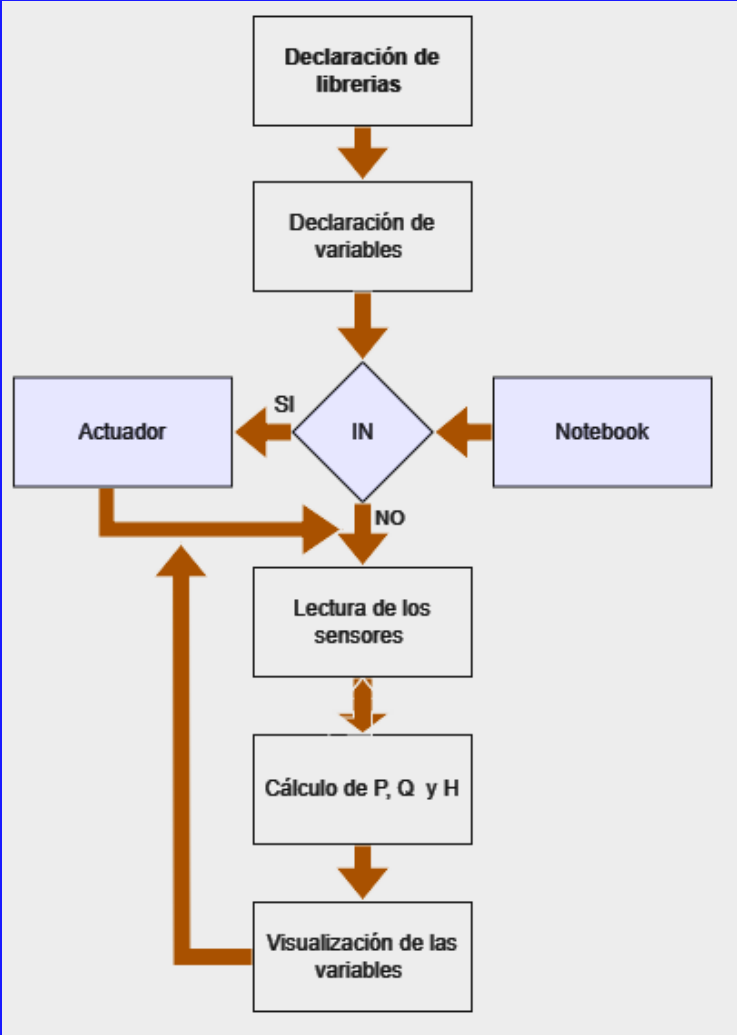 Declaración de
librerias
Declaración de
variables
Actuador
SI
IN
Notebook
NO
Lectura de los
sensores
Cálculo de P, Q y H
Visualización de las
variables